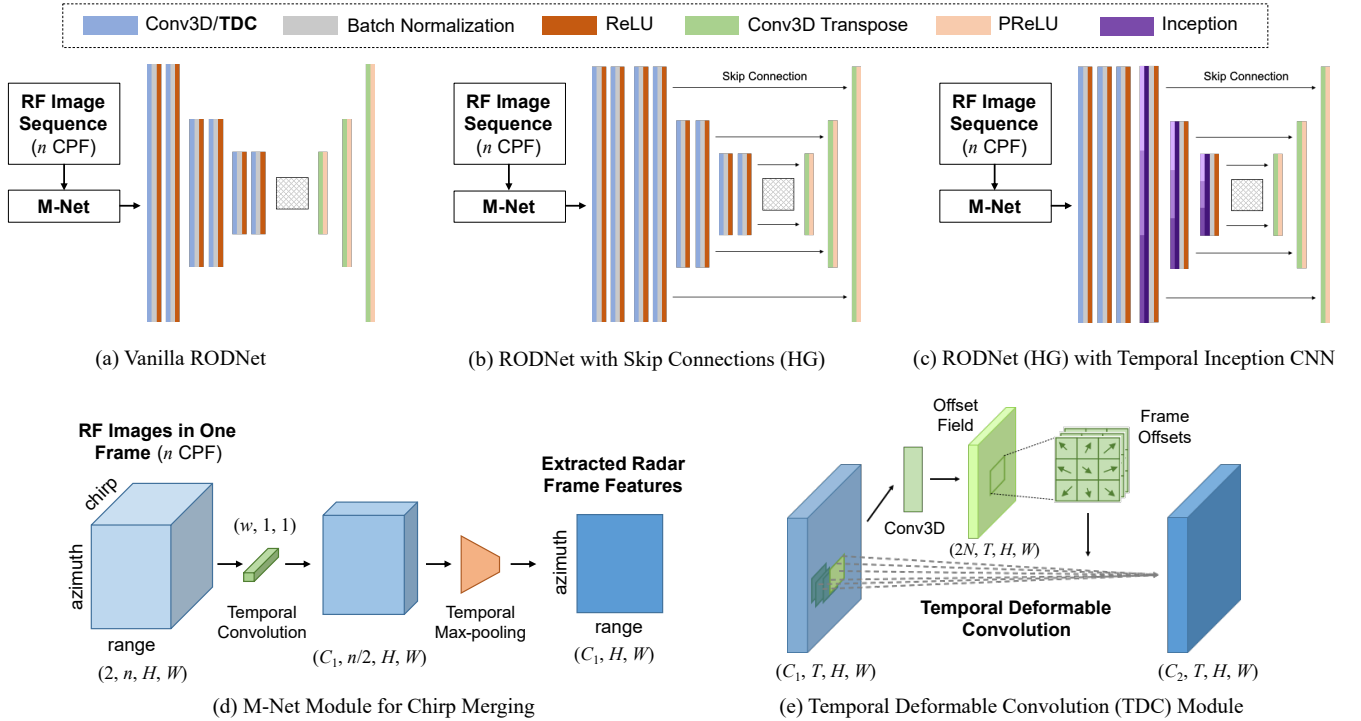 Conv3D/TDC
Batch Normalization
ReLU
Conv3D Transpose
PReLU
Inception
RF Image
Sequence
(n CPF)
M-Net
(a) Vanilla RODNet
RF Image
Sequence
(n CPF)
M-Net
Skip Connection
(b) RODNet with Skip Connections (HG)
RF Image
Sequence
(n CPF)
M-Net
Skip Connection
(c) RODNet (HG) with Temporal Inception CNN
RF Images in One
Frame (n CPF)
chirp
azimuth
range
(2, n, H, W)
(w, 1, 1)
Temporal
Convolution
(C₁, n/2, H, W)
Temporal
Max-pooling
Extracted Radar
Frame Features
azimuth
range
(C₁, H, W)
(d) M-Net Module for Chirp Merging
Offset
Field
Frame
Offsets
Conv3D
(2N, T, H, W)
Temporal Deformable
Convolution
(C₁, T, H, W)
(C₂, T, H, W)
(e) Temporal Deformable Convolution (TDC) Module